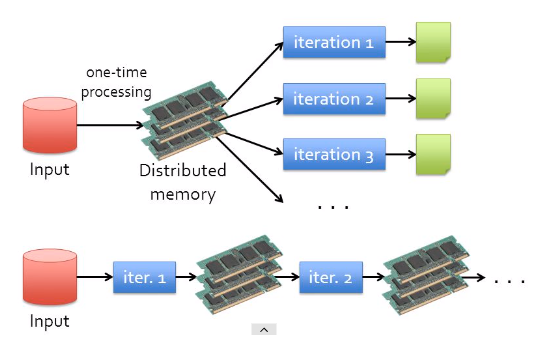 one-time
processing
Input
Distributed
memory
iteration 1
iteration 2
iteration 3
. . .
Input
iter. 1
iter. 2
. . .